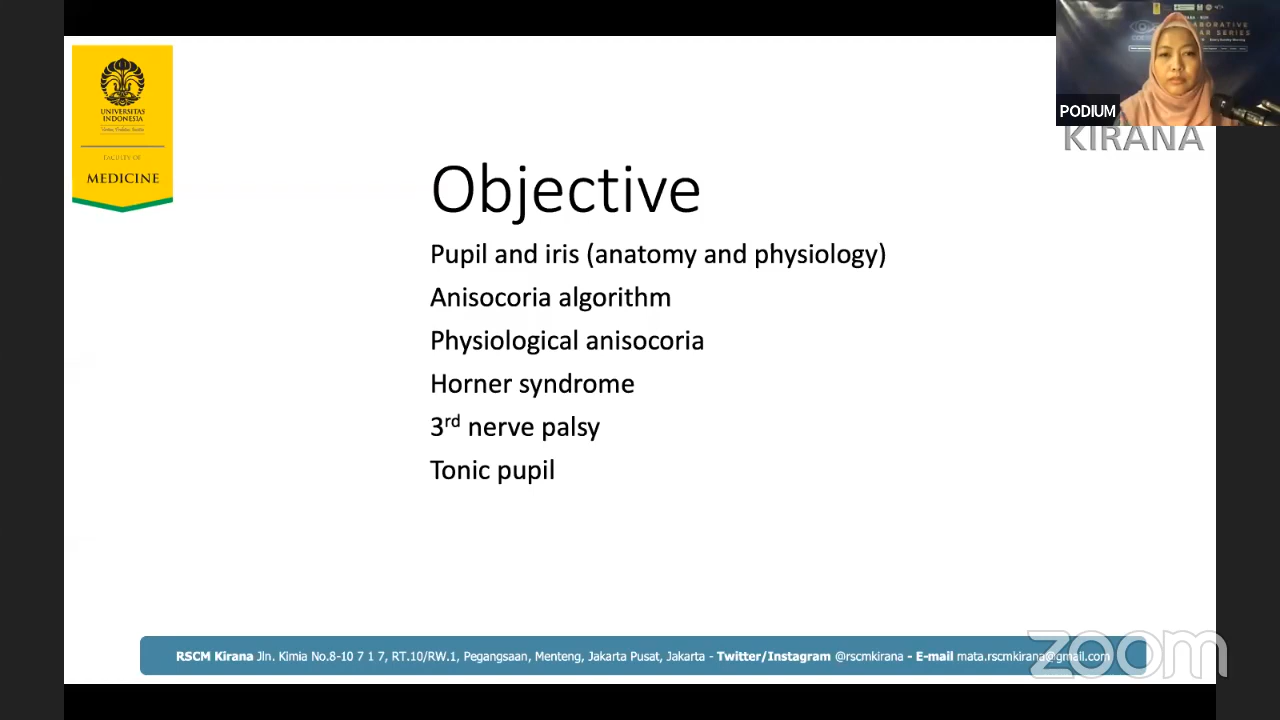 UNIVERSITAS
INDONESIA
FACULTY OF
MEDICINE
PODIUM
KIRANA
Objective
Pupil and iris (anatomy and physiology)
Anisocoria algorithm
Physiological anisocoria
Horner syndrome
3rd nerve palsy
Tonic pupil
RSCM Kirana Jln. Kimia No.8-10 7 1 7, RT.10/RW.1, Pegangsaan, Menteng, Jakarta Pusat, Jakarta - Twitter/Instagram @rscmkirana - E-mail mata.rscmkirana@gmail.com
zoom